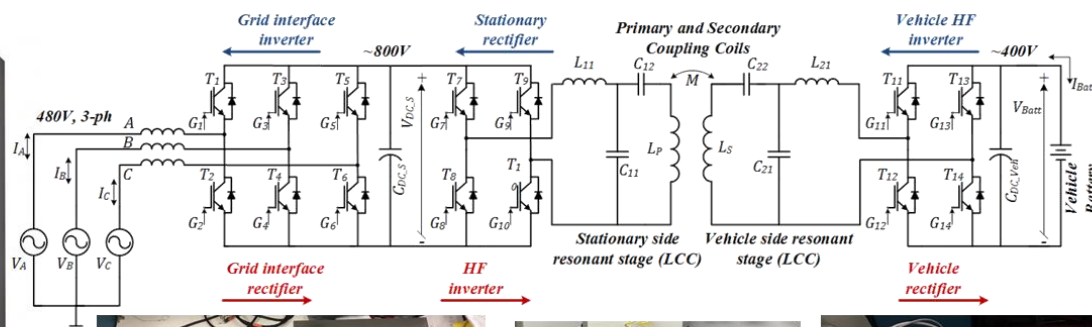 Grid interface
inverter
Stationary
rectifier
Primary and Secondary
Coupling Coils
Vehicle HF
inverter
~800V
~400V
T1
T3
T5
T7
T9
L11
C12
M
C22
L21
T11
T13
IBatt
480V, 3-ph
A
B
C
G1
G3
G5
VDC_S
G7
G9
G11
G13
VBatt
+
+
IA
IB
IC
T2
T4
T6
CDC_S
T8
T1
0
C11
LP
LS
C21
T12
T14
CDC_Veh
Vehicle
Battery
G2
G4
G6
G8
G10
G12
G14
-
-
VA
VB
VC
Stationary side
resonant stage (LCC)
Vehicle side resonant
stage (LCC)
Grid interface
rectifier
HF
inverter
Vehicle
rectifier